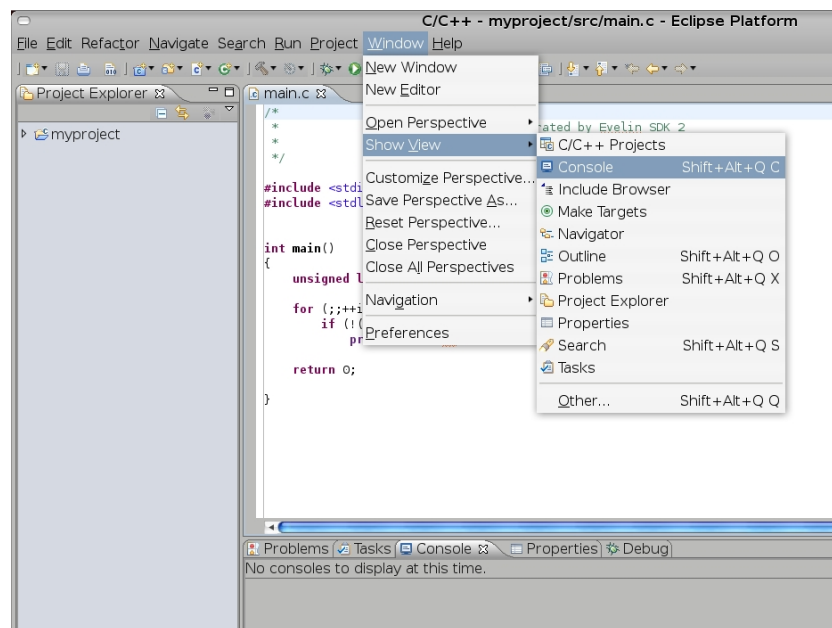 C/C++ - myproject/src/main.c - Eclipse Platform
File Edit Refactor Navigate Search Run Project Window Help
Project Explorer
myproject
main.c
/*
* rated by Evelin SDK 2
*
*/
#include <stdi
#include <stdl
int main()
{
unsigned l
for (;;++i
if (!(
pr
return 0;
}
New Window
New Editor
Open Perspective
Show View
Customize Perspective...
Save Perspective As...
Reset Perspective...
Close Perspective
Close All Perspectives
Navigation
Preferences
C/C++ Projects
Console Shift+Alt+Q C
Include Browser
Make Targets
Navigator
Outline Shift+Alt+Q O
Problems Shift+Alt+Q X
Project Explorer
Properties
Search Shift+Alt+Q S
Tasks
Other... Shift+Alt+Q Q
Problems Tasks Console Properties Debug
No consoles to display at this time.